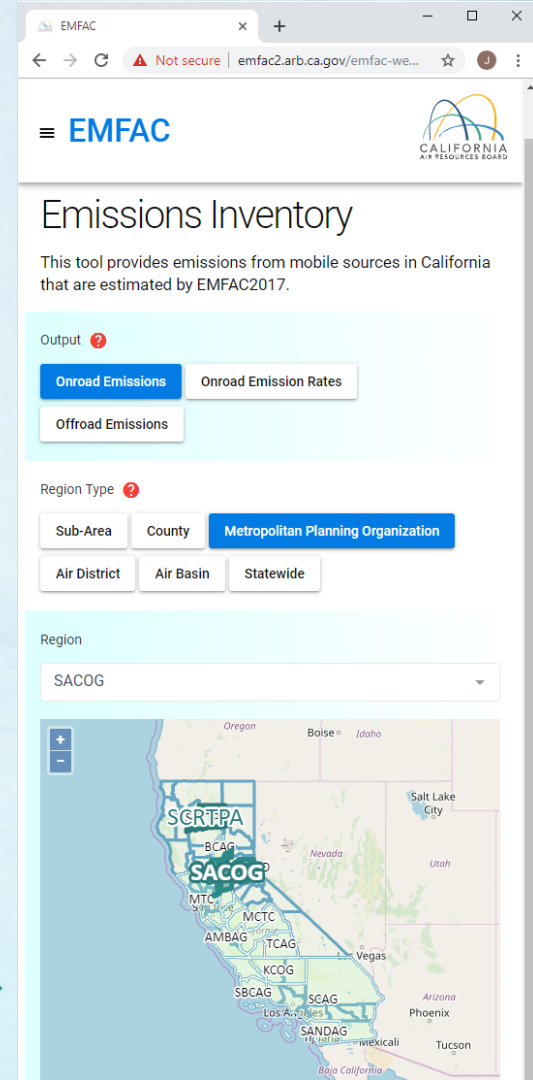 EMFAC
Not secure emfac2.arb.ca.gov/emfac-we... J
EMFAC
CALIFORNIA
AIR RESOURCES BOARD
Emissions Inventory
This tool provides emissions from mobile sources in California
that are estimated by EMFAC2017.
Output ?
Onroad Emissions Onroad Emission Rates
Offroad Emissions
Region Type ?
Sub-Area County Metropolitan Planning Organization
Air District Air Basin Statewide
Region
SACOG
+
−
Oregon
Boise Idaho
Salt Lake
City
SCRTPA
BCAG
Nevada
Utah
SACOG
MTC
MCTC
AMBAG
TCAG
Vegas
KCOG
SBCAG
SCAG
Arizona
Los Angeles
Phoenix
SANDAG
Mexicali
Tucson
Baja California